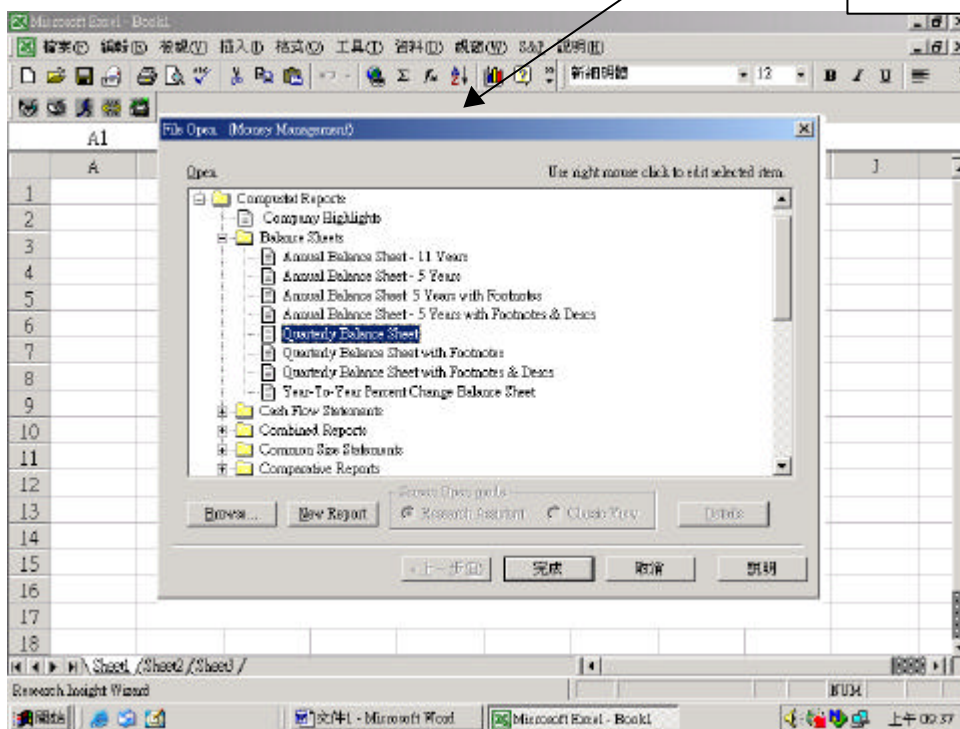 Microsoft Excel - Book1
檔案(F) 編輯(E) 檢視(V) 插入(I) 格式(O) 工具(T) 資料(D) 視窗(W) S&P 說明(H)
新細明體 12 B I U
A1
File Open (Money Management)
A J
Open
Use right mouse click to edit selected item.
Compustat Reports
Company Highlights
Balance Sheets
Annual Balance Sheet - 11 Years
Annual Balance Sheet - 5 Years
Annual Balance Sheet 5 Years with Footnotes
Annual Balance Sheet - 5 Years with Footnotes & Descs
Quarterly Balance Sheet
Quarterly Balance Sheet with Footnotes
Quarterly Balance Sheet with Footnotes & Descs
Year-To-Year Percent Change Balance Sheet
Cash Flow Statements
Combined Reports
Common Size Statements
Comparative Reports
Screen Open mode
Browse... New Report Research Assistant Classic View Details
<上一步(B) 完成 取消 說明
1
2
3
4
5
6
7
8
9
10
11
12
13
14
15
16
17
18
Sheet1 Sheet2 Sheet3
Research Insight Wizard NUM
開始 文件1 - Microsoft Word Microsoft Excel - Book1 上午 09:37